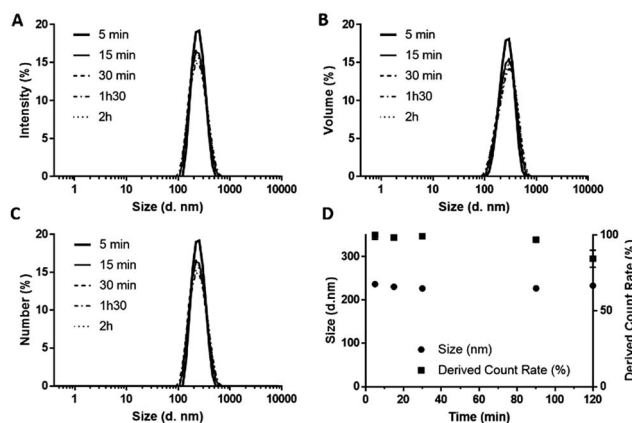 A
20
15
10
5
0
Intensity (%)
5 min
15 min
30 min
1h30
2h
1
10
100
1000
10000
Size (d. nm)
B
20
15
10
5
0
Volume (%)
5 min
15 min
30 min
1h30
2h
1
10
100
1000
10000
Size (d. nm)
C
20
15
10
5
0
Number (%)
5 min
15 min
30 min
1h30
2h
1
10
100
1000
10000
Size (d. nm)
D
300
200
100
0
Size (d.nm)
Size (nm)
Derived Count Rate (%)
100
50
0
Derived Count Rate (%)
0
20
40
60
80
100
120
Time (min)